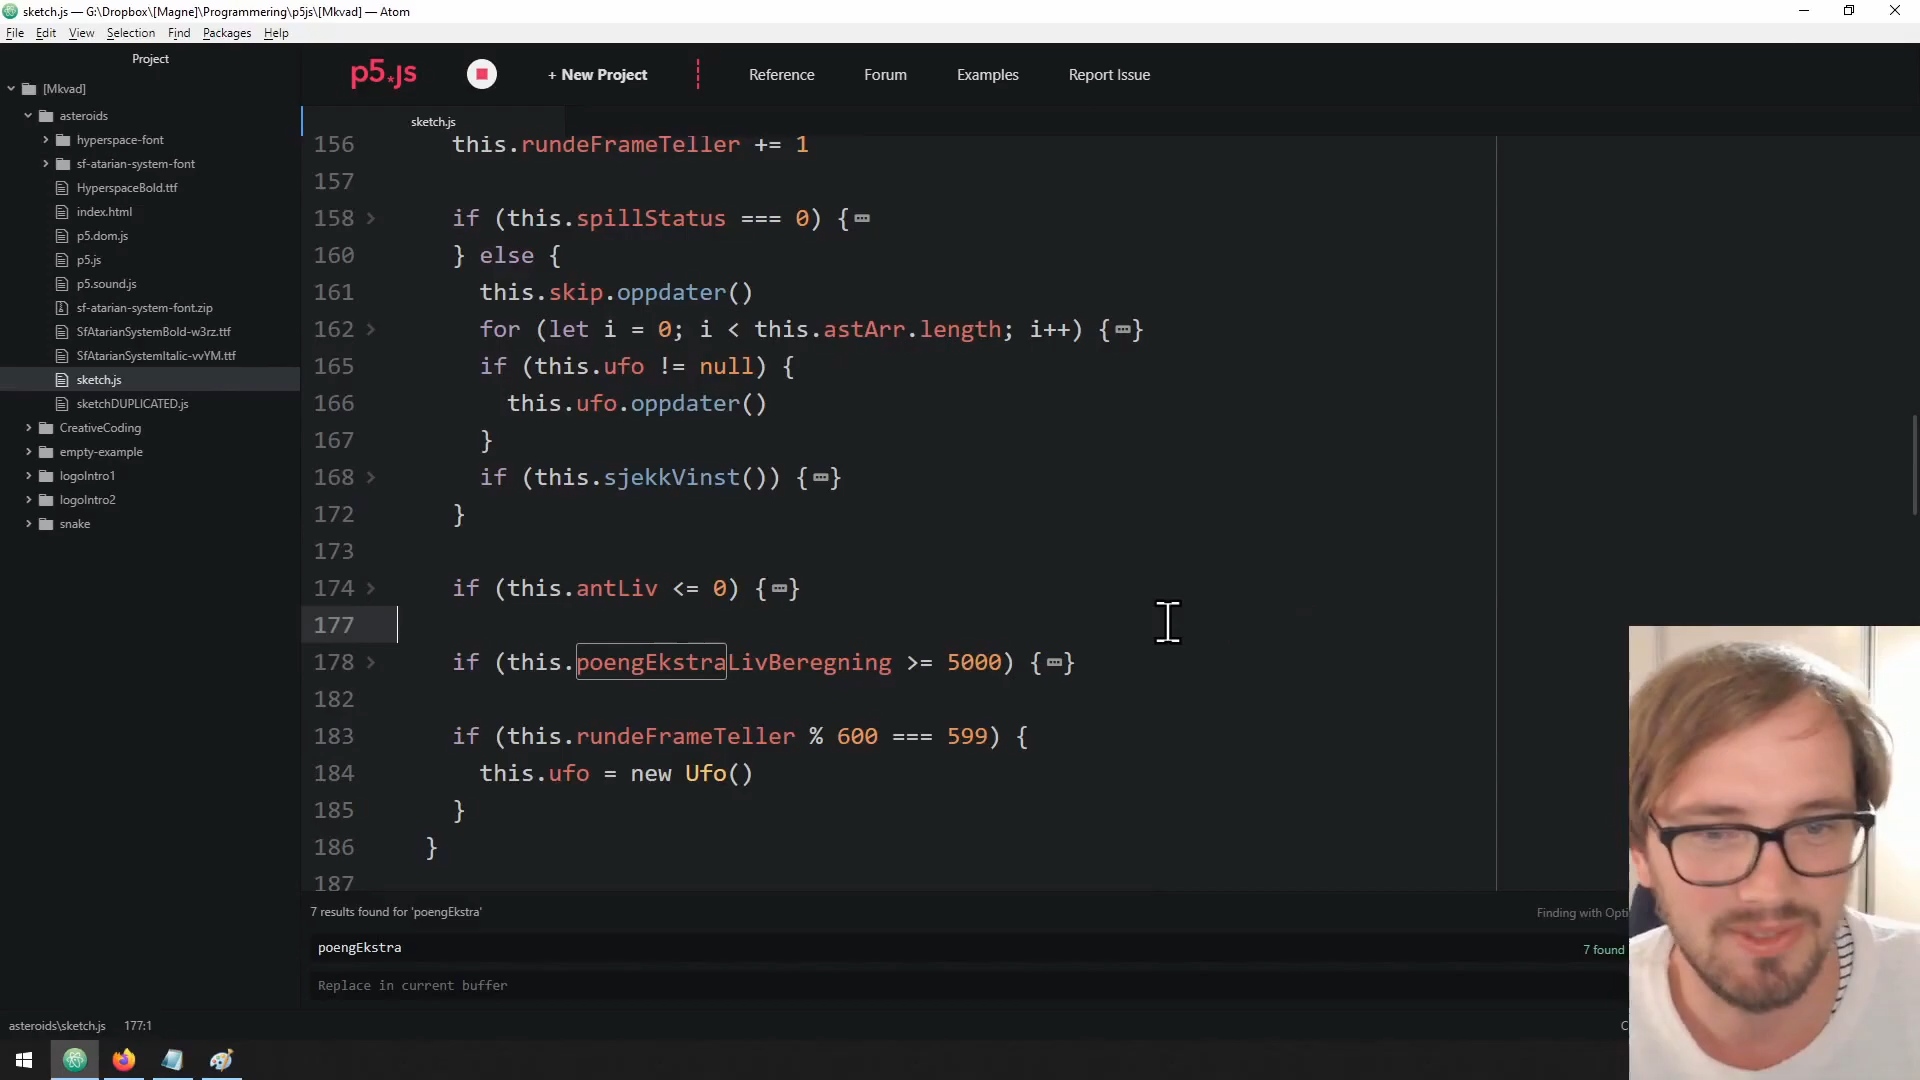 sketch.js — G:\Dropbox\[Magne]\Programmering\p5js\[Mkvad] — Atom
File Edit View Selection Find Packages Help
Project
[Mkvad]
asteroids
hyperspace-font
sf-atarian-system-font
HyperspaceBold.ttf
index.html
p5.dom.js
p5.js
p5.sound.js
sf-atarian-system-font.zip
SfAtarianSystemBold-w3rz.ttf
SfAtarianSystemItalic-vvYM.ttf
sketch.js
sketchDUPLICATED.js
CreativeCoding
empty-example
logoIntro1
logoIntro2
snake
p5.js + New Project Reference Forum Examples Report Issue
sketch.js
156 this.rundeFrameTeller += 1
157
158 if (this.spillStatus === 0) {
160 } else {
161 this.skip.oppdater()
162 for (let i = 0; i < this.astArr.length; i++) {}
165 if (this.ufo != null) {
166 this.ufo.oppdater()
167 }
168 if (this.sjekkVinst()) {}
172 }
173
174 if (this.antLiv <= 0) {}
177
178 if (this.poengEkstraLivBeregning >= 5000) {}
182
183 if (this.rundeFrameTeller % 600 === 599) {
184 this.ufo = new Ufo()
185 }
186 }
187
7 results found for 'poengEkstra' Finding with Opti
poengEkstra 7 found
Replace in current buffer
asteroids\sketch.js 177:1